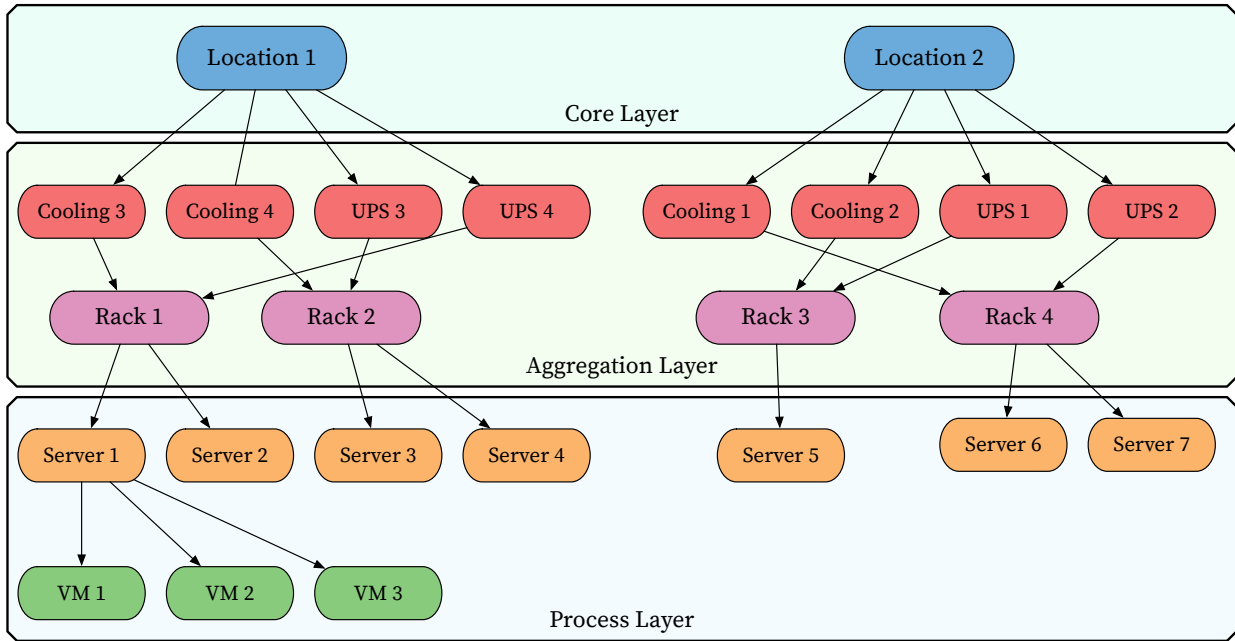 Location 1
Location 2
Core Layer
Cooling 3
Cooling 4
UPS 3
UPS 4
Cooling 1
Cooling 2
UPS 1
UPS 2
Rack 1
Rack 2
Rack 3
Rack 4
Aggregation Layer
Server 1
Server 2
Server 3
Server 4
Server 5
Server 6
Server 7
VM 1
VM 2
VM 3
Process Layer